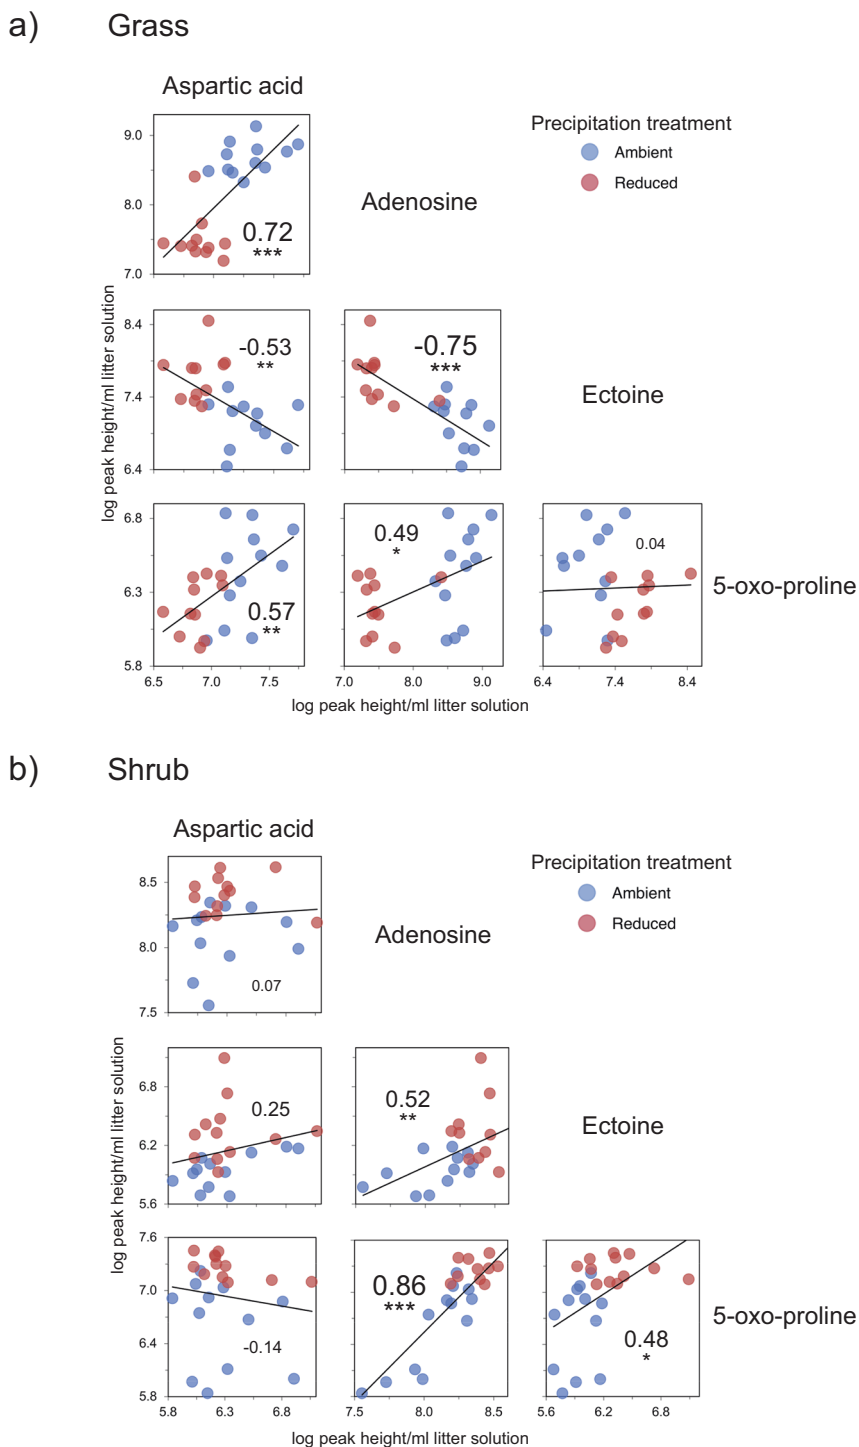 a) Grass
Aspartic acid
Precipitation treatment
Ambient
Reduced
9.0
8.0
7.0
0.72
***
Adenosine
log peak height/ml litter solution
8.4
7.4
6.4
-0.53
**
-0.75
***
Ectoine
6.8
6.3
5.8
0.57
**
0.49
*
0.04
5-oxo-proline
6.5 7.0 7.5 7.0 8.0 9.0 6.4 7.4 8.4
log peak height/ml litter solution
b) Shrub
Aspartic acid
Precipitation treatment
Ambient
Reduced
8.5
8.0
7.5
0.07
Adenosine
log peak height/ml litter solution
6.8
6.2
5.6
0.25
0.52
**
Ectoine
7.6
7.0
6.4
5.8
-0.14
0.86
***
0.48
*
5-oxo-proline
5.8 6.3 6.8 7.5 8.0 8.5 5.6 6.2 6.8
log peak height/ml litter solution